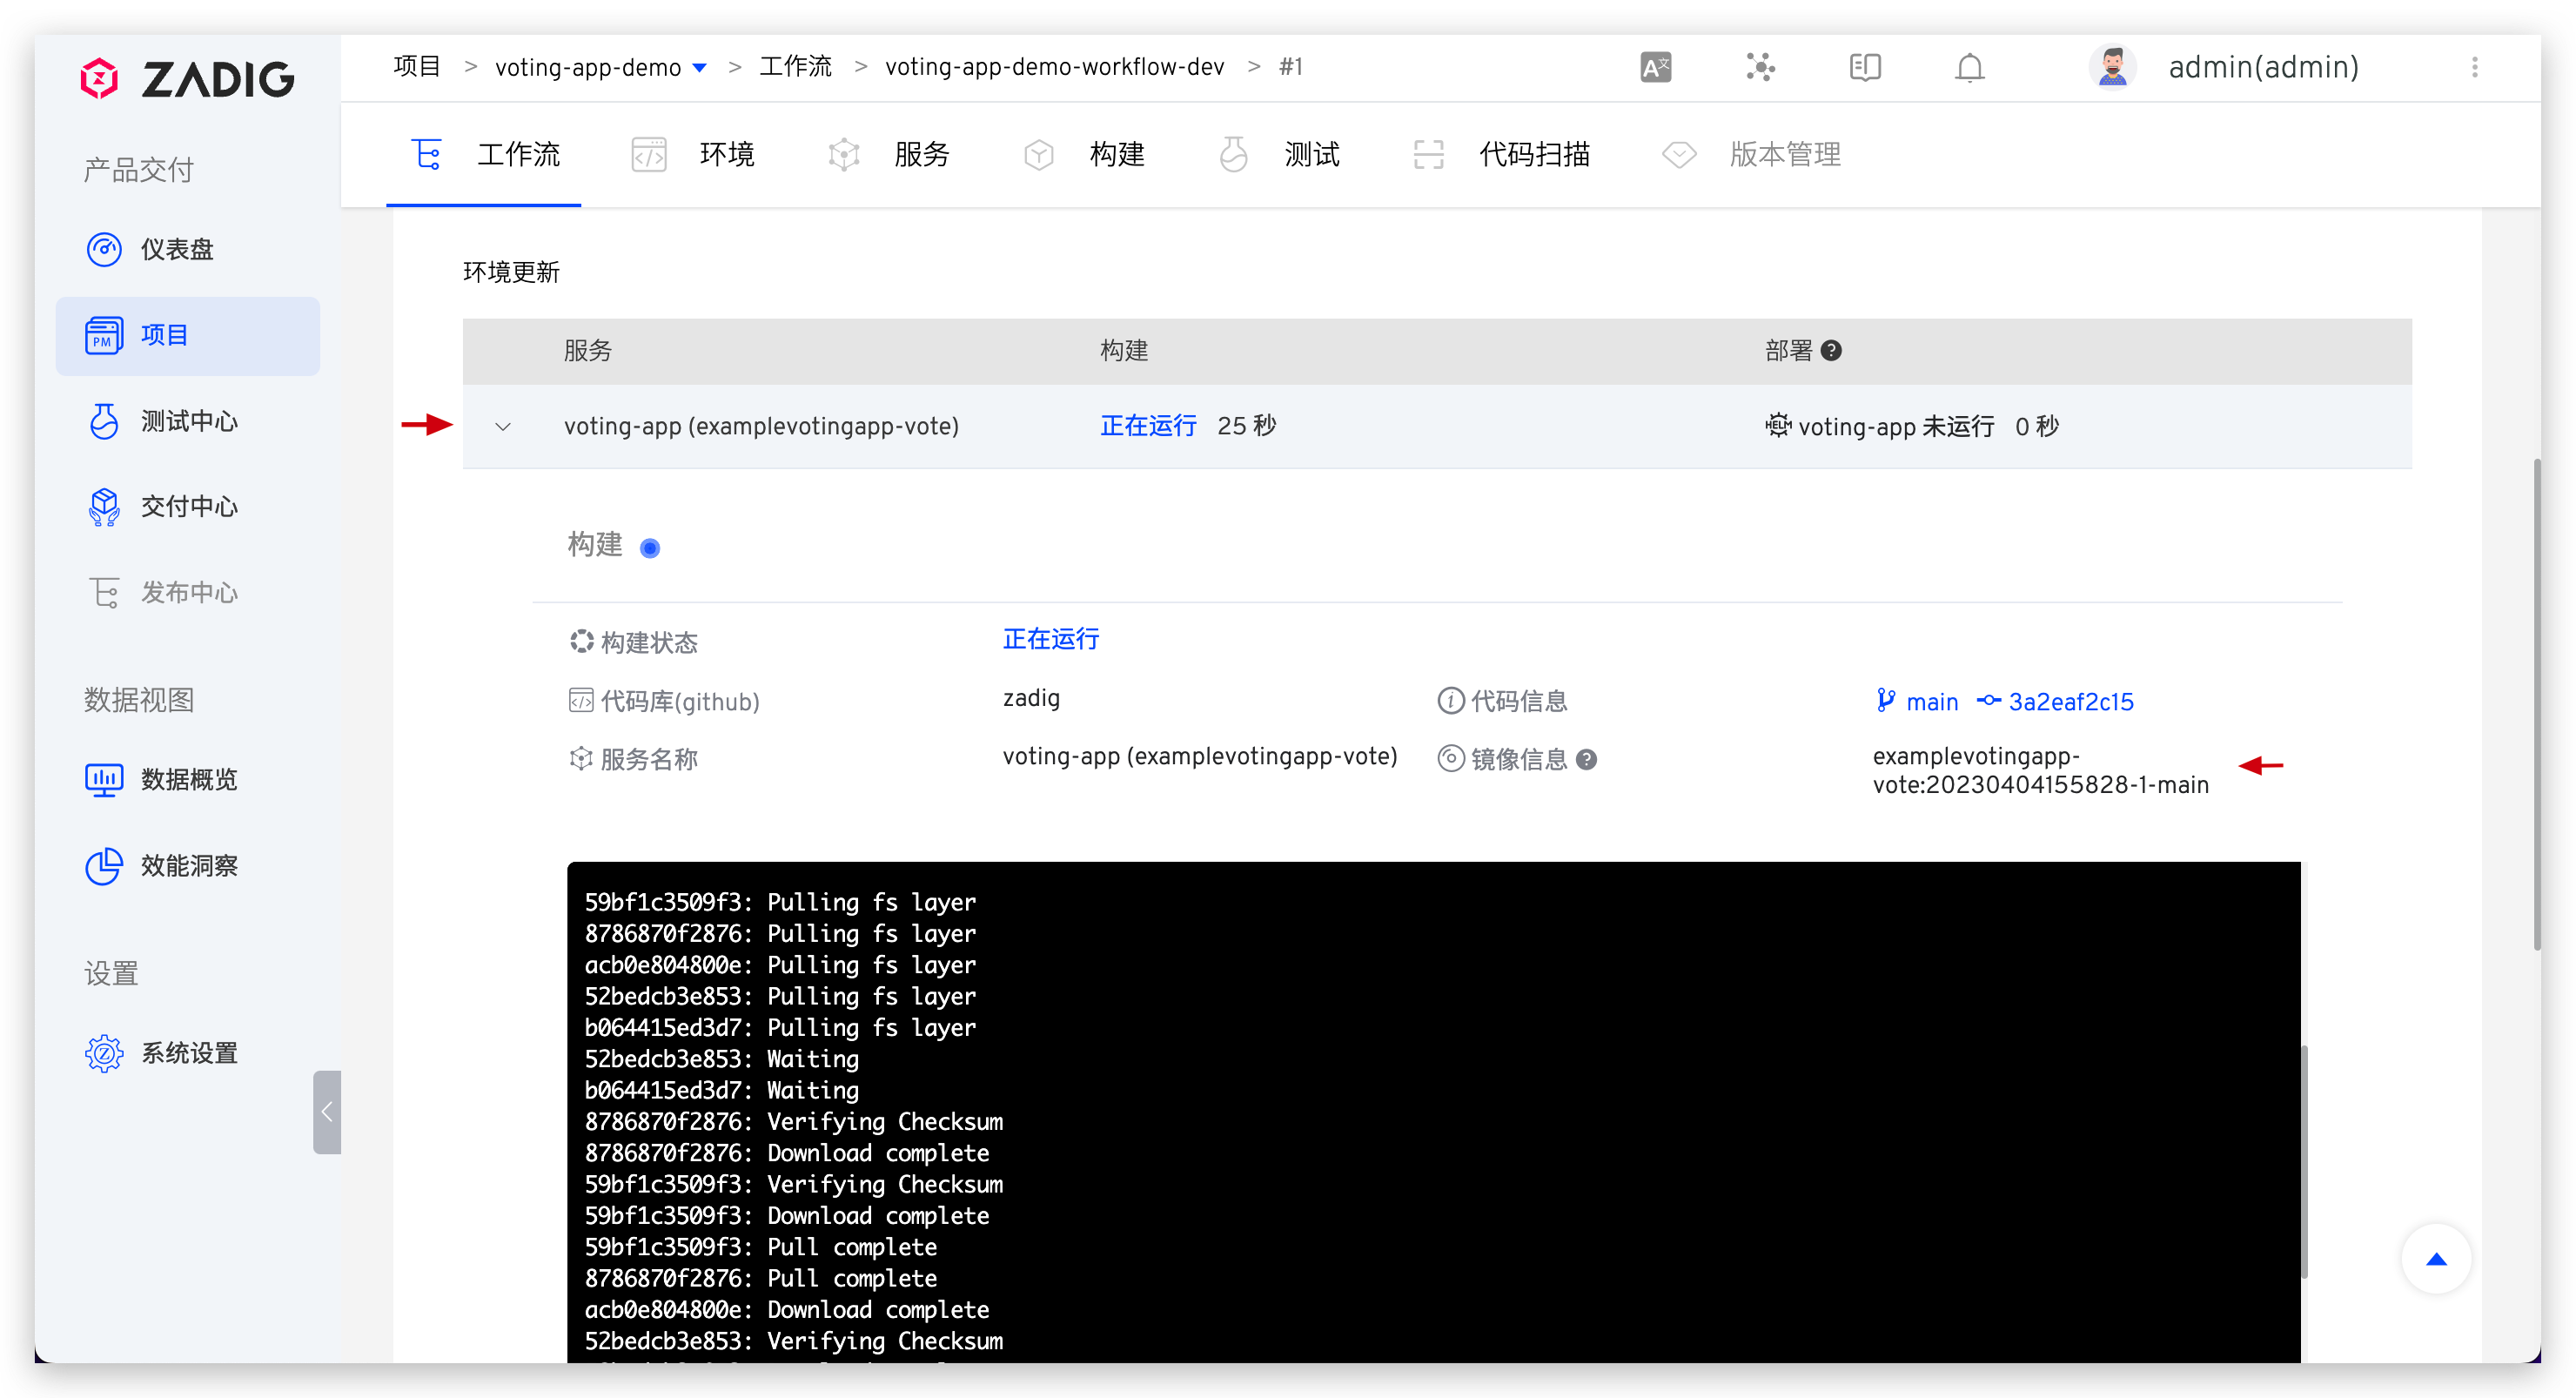 ZADIG
项目 > voting-app-demo > 工作流 > voting-app-demo-workflow-dev > #1
admin(admin)
工作流 环境 服务 构建 测试 代码扫描 版本管理
产品交付
仪表盘
PM 项目
测试中心
交付中心
发布中心
数据视图
数据概览
效能洞察
设置
系统设置
环境更新
服务 构建 部署
voting-app (examplevotingapp-vote) 正在运行 25 秒 HELM voting-app 未运行 0 秒
构建
构建状态 正在运行
代码库(github) zadig 代码信息 main 3a2eaf2c15
服务名称 voting-app (examplevotingapp-vote) 镜像信息 examplevotingapp-
vote:20230404155828-1-main
59bf1c3509f3: Pulling fs layer
8786870f2876: Pulling fs layer
acb0e804800e: Pulling fs layer
52bedcb3e853: Pulling fs layer
b064415ed3d7: Pulling fs layer
52bedcb3e853: Waiting
b064415ed3d7: Waiting
8786870f2876: Verifying Checksum
8786870f2876: Download complete
59bf1c3509f3: Verifying Checksum
59bf1c3509f3: Download complete
59bf1c3509f3: Pull complete
8786870f2876: Pull complete
acb0e804800e: Download complete
52bedcb3e853: Verifying Checksum